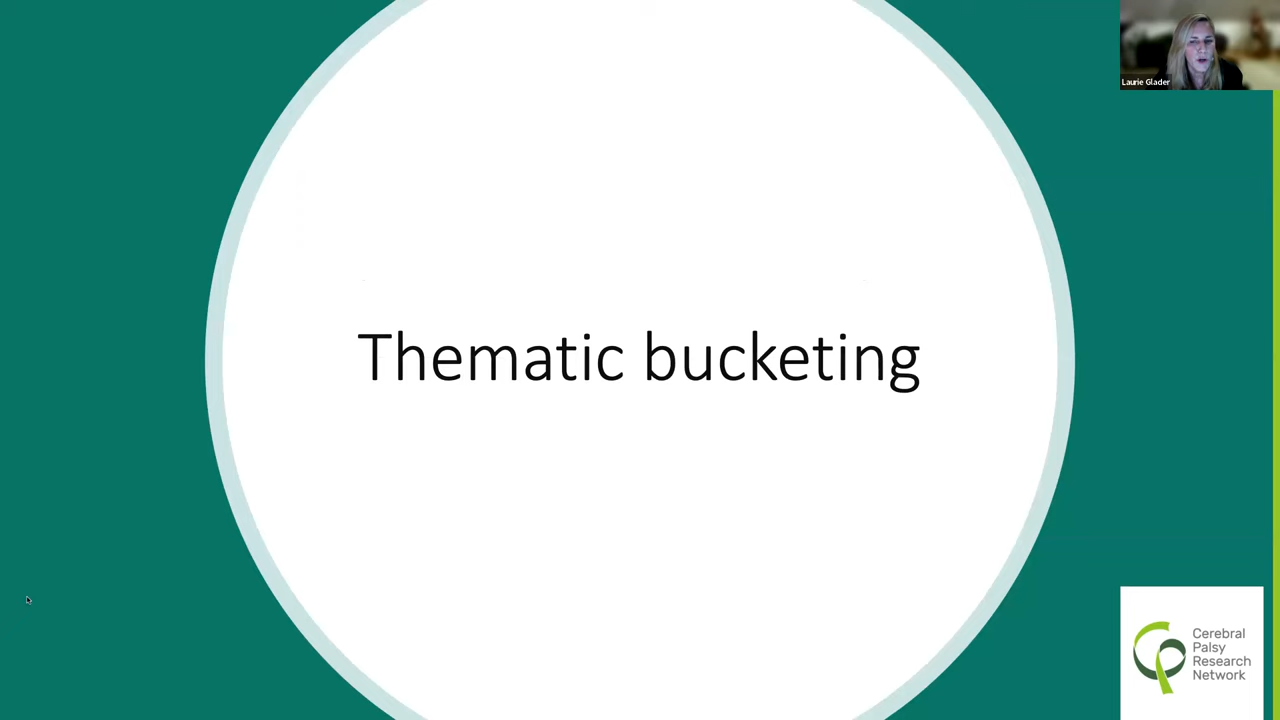 Laurie Glader
Thematic bucketing
Cerebral
Palsy
Research
Network